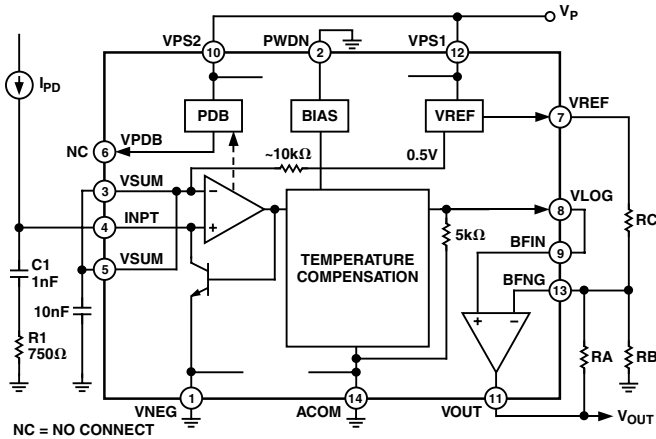 V_P
VPS2
PWDN
VPS1
10
2
12
I_PD
PDB
BIAS
VREF
7
VREF
NC
VPDB
6
~10kΩ
0.5V
3
VSUM
−
8
VLOG
RC
4
INPT
+
5kΩ
9
BFIN
TEMPERATURE
COMPENSATION
C1
1nF
5
VSUM
BFNG
13
10nF
+
−
R1
750Ω
RA
RB
1
14
11
VNEG
ACOM
VOUT
V_OUT
NC = NO CONNECT